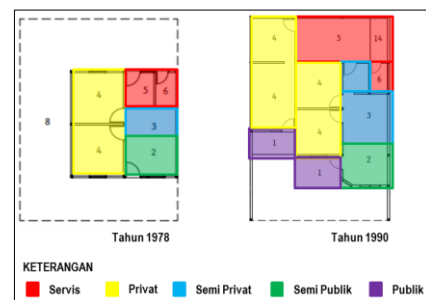 4
5
6
8
3
4
2
Tahun 1978
4
5
14
4
6
4
3
4
1
2
1
Tahun 1990
KETERANGAN
Servis
Privat
Semi Privat
Semi Publik
Publik